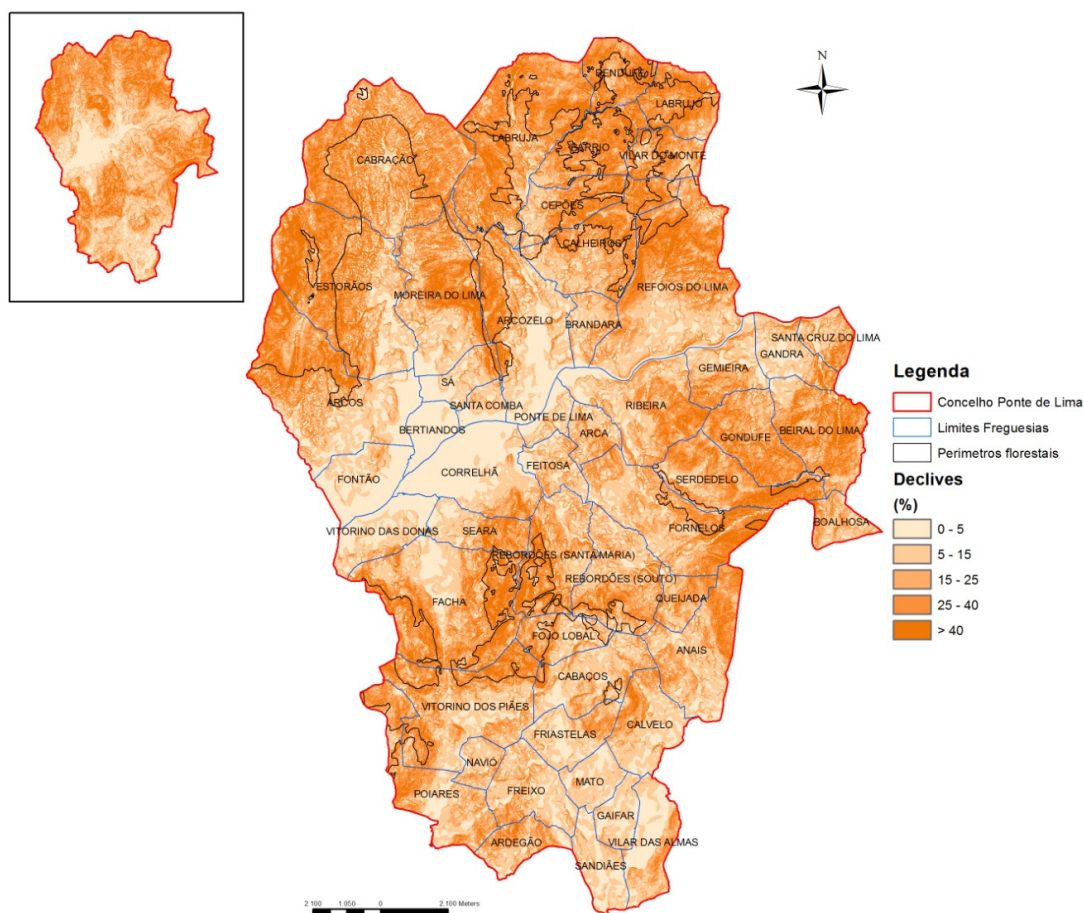 N
BENDUFE
LABRUJO
LABRUJA
BARRIO
VILAR DO MONTE
CABRAÇÃO
CEPÕES
CALHEIROS
ESTORÃOS
MOREIRA DO LIMA
REFOIOS DO LIMA
ARCOZELO
BRANDARA
SANTA CRUZ DO LIMA
GANDRA
GEMIEIRA
SÁ
ARCOS
SANTA COMBA
PONTE DE LIMA
RIBEIRA
BERTIANDOS
ARCA
GONDUFE
BEIRAL DO LIMA
CORRELHÃ
FEITOSA
FONTÃO
SERDEDELO
VITORINO DAS DONAS
SEARA
FORNELOS
BOALHOSA
REBORDÕES (SANTA MARIA)
REBORDÕES (SOUTO)
QUEIJADA
FACHA
FOJO LOBAL
ANAIS
CABAÇOS
VITORINO DOS PIÃES
CALVELO
FRIASTELAS
NAVIO
MATO
POIARES
FREIXO
GAIFAR
ARDEGÃO
VILAR DAS ALMAS
SANDIÃES
Legenda
Concelho Ponte de Lima
Limites Freguesias
Perimetros florestais
Declives
(%)
0 - 5
5 - 15
15 - 25
25 - 40
> 40
2.100 1.050 0 2.100 Meters